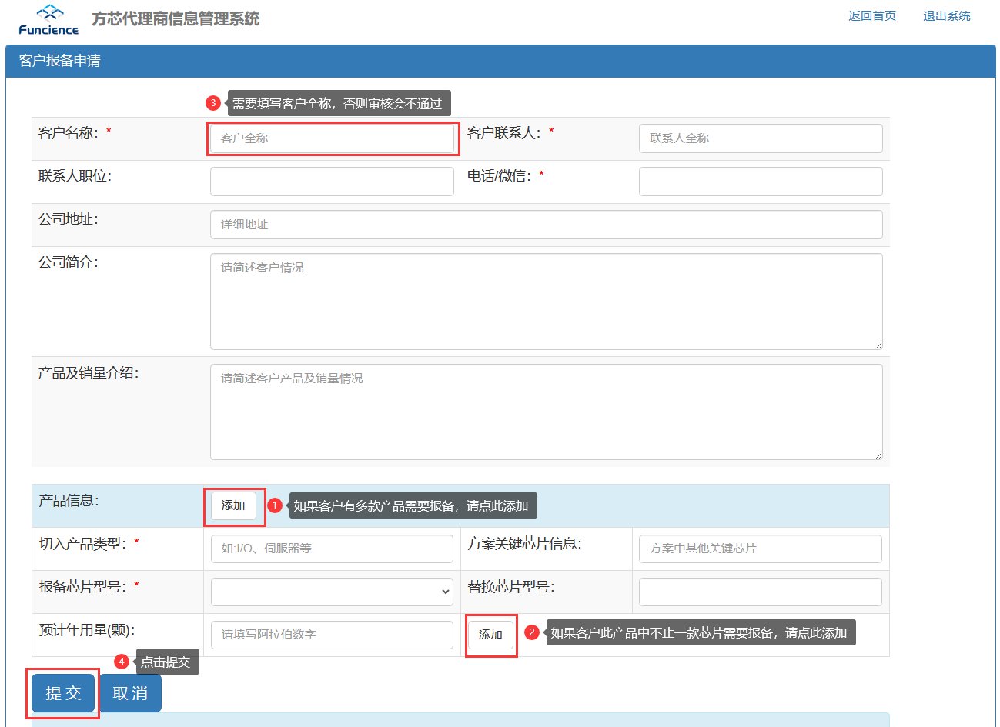 Funcience
方芯代理商信息管理系统
返回首页 退出系统
客户报备申请
3 需要填写客户全称，否则审核会不通过
客户名称：* 客户全称 客户联系人：* 联系人全称
联系人职位： 电话/微信：*
公司地址： 详细地址
公司简介： 请简述客户情况
产品及销量介绍： 请简述客户产品及销量情况
产品信息： 添加 1 如果客户有多款产品需要报备，请点此添加
切入产品类型：* 如:I/O、伺服器等 方案关键芯片信息： 方案中其他关键芯片
报备芯片型号：* 替换芯片型号：
预计年用量(颗)： 请填写阿拉伯数字 添加 2 如果客户此产品中不止一款芯片需要报备，请点此添加
4 点击提交
提 交 取 消